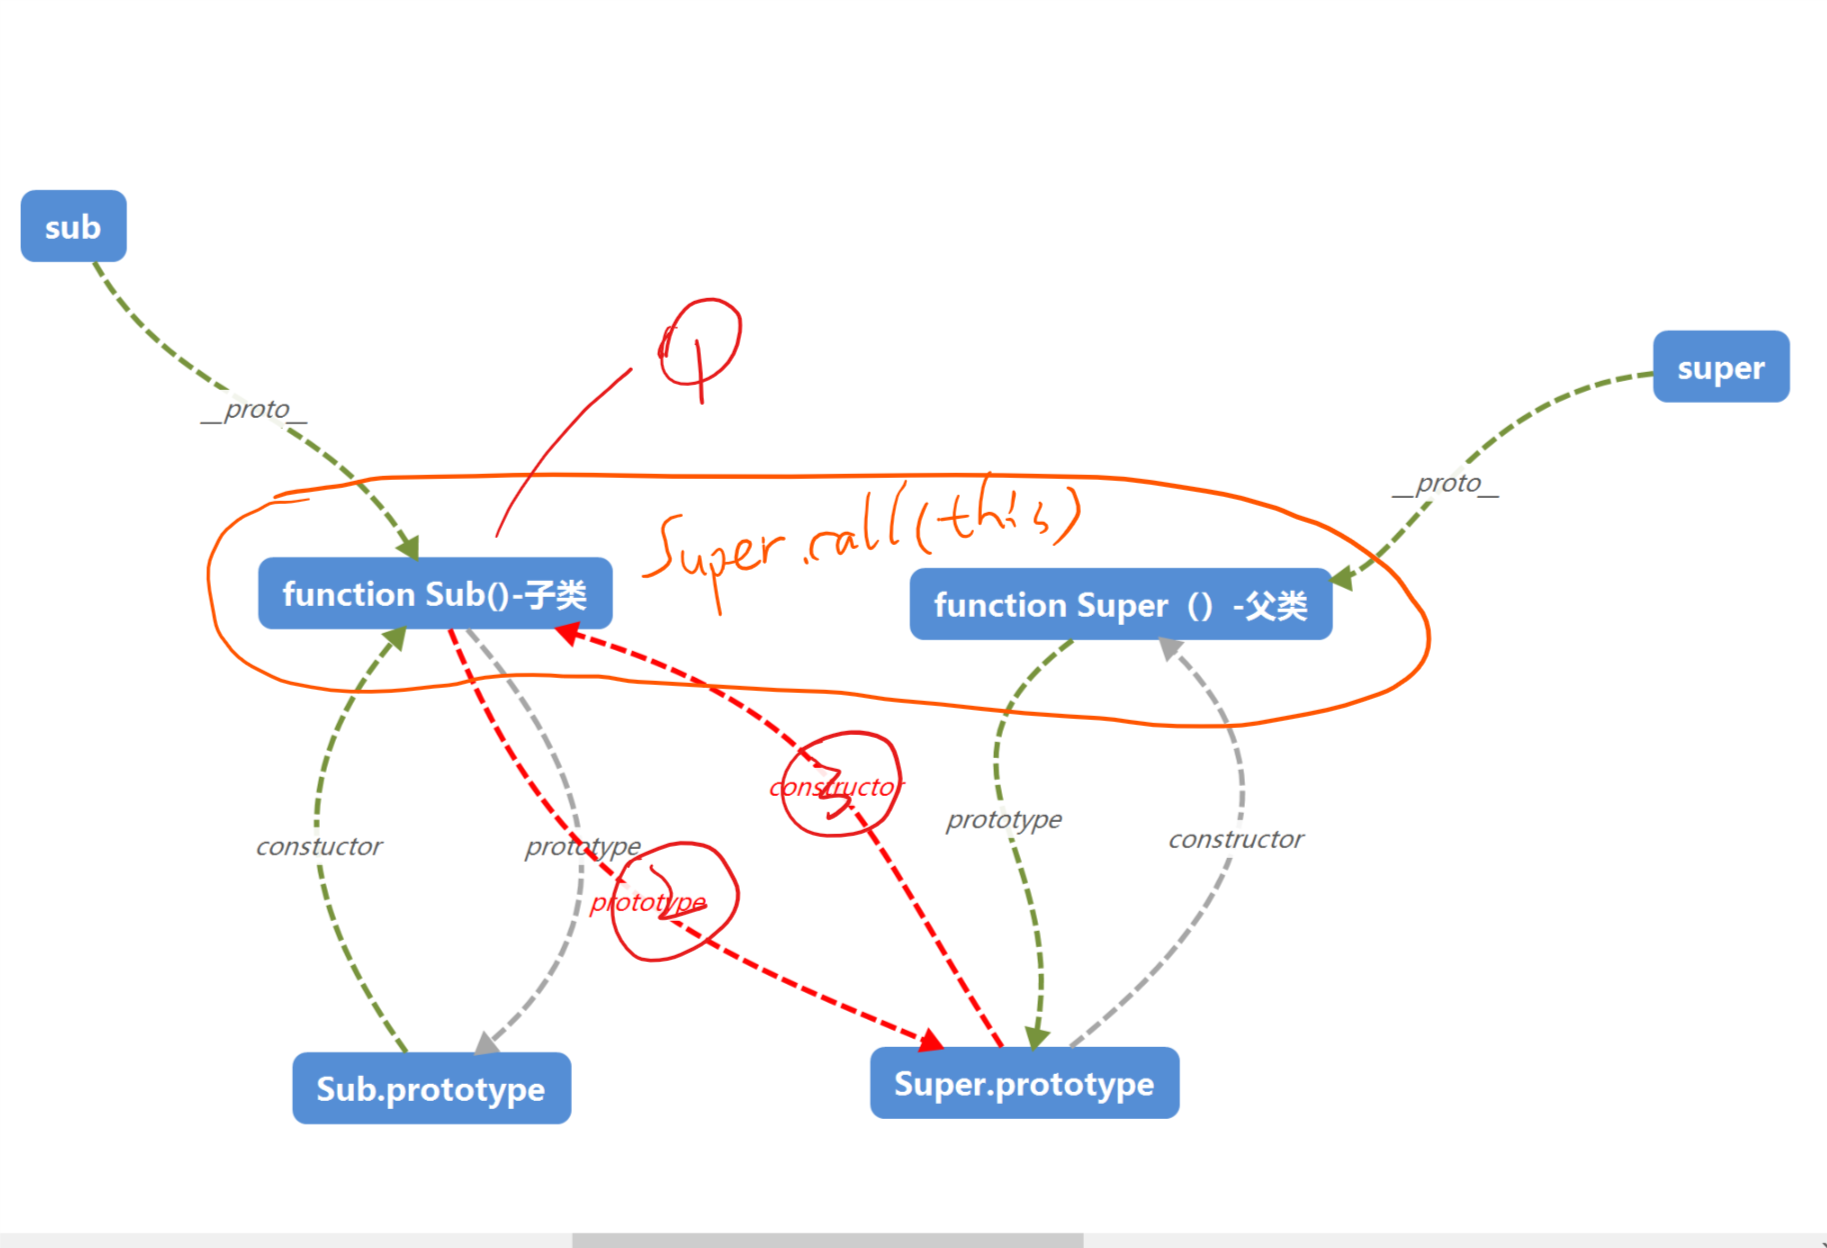 sub
1
super
__proto__
__proto__
Super.call(this)
function Sub()-子类
function Super（）-父类
constructor
3
prototype
constructor
constuctor
prototype
prototype
2
Sub.prototype
Super.prototype